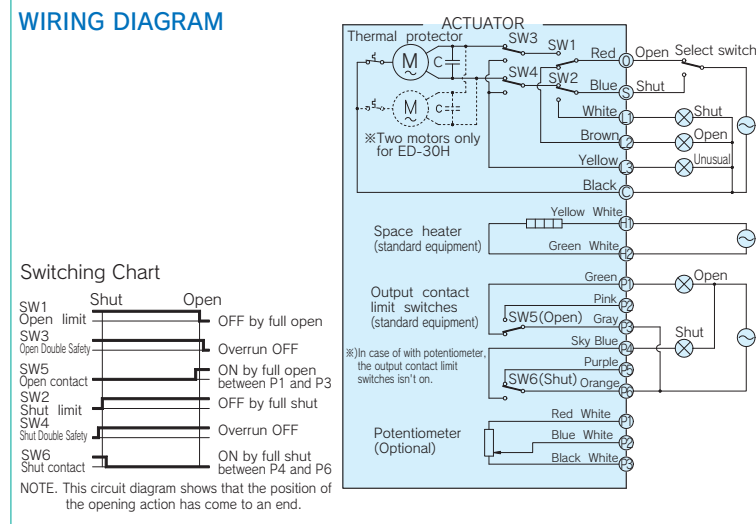 WIRING DIAGRAM
ACTUATOR
Thermal protector
SW3
SW1
Red
O
Open
Select switch
M
C
SW4
SW2
Blue
S
Shut
White
L1
Shut
M
C
Brown
L2
Open
※Two motors only
for ED-30H
Yellow
L3
Unusual
Black
C
Yellow White
H1
Space heater
(standard equipment)
Green White
H2
Green
P1
Open
Output contact
limit switches
(standard equipment)
Pink
P2
SW5(Open)
Gray
P3
Sky Blue
P4
Shut
※)In case of with potentiometer,
the output contact limit
switches isn't on.
Purple
P5
SW6(Shut)
Orange
P6
Red White
P1
Potentiometer
(Optional)
Blue White
P2
Black White
P3
Switching Chart
Shut
Open
SW1
Open limit
OFF by full open
SW3
Open Double Safety
Overrun OFF
SW5
Open contact
ON by full open
between P1 and P3
SW2
Shut limit
OFF by full shut
SW4
Shut Double Safety
Overrun OFF
SW6
Shut contact
ON by full shut
between P4 and P6
NOTE. This circuit diagram shows that the position of
the opening action has come to an end.